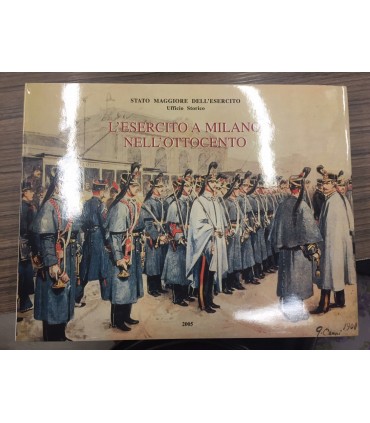 STATO MAGGIORE DELL'ESERCITO
Ufficio Storico
L'ESERCITO A MILANO
NELL'OTTOCENTO
2005